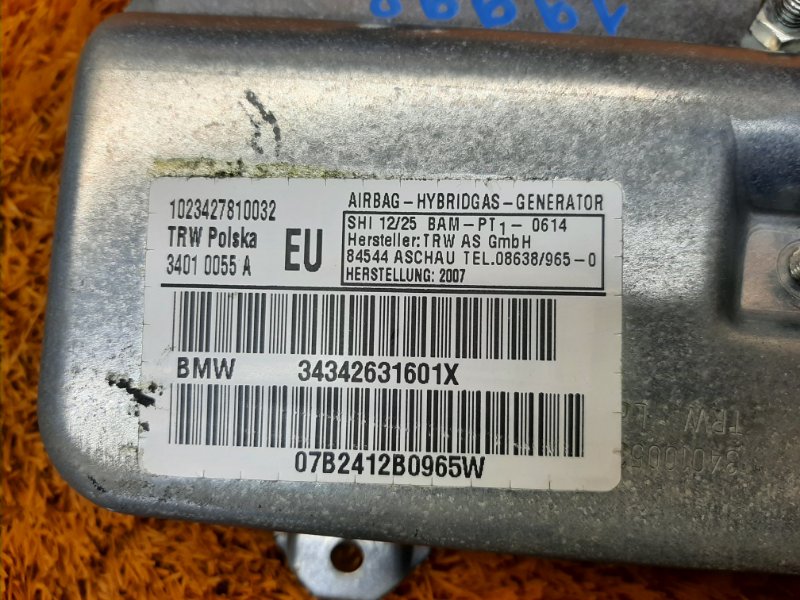 1023427810032
TRW Polska
3401 0055 A
EU
AIRBAG-HYBRIDGAS-GENERATOR
SHI 12/25 BAM-PT1- 0614
Hersteller:TRW AS GmbH
84544 ASCHAU TEL.08638/965-0
HERSTELLUNG: 2007
BMW 34342631601X
07B2412B0965W
TRW